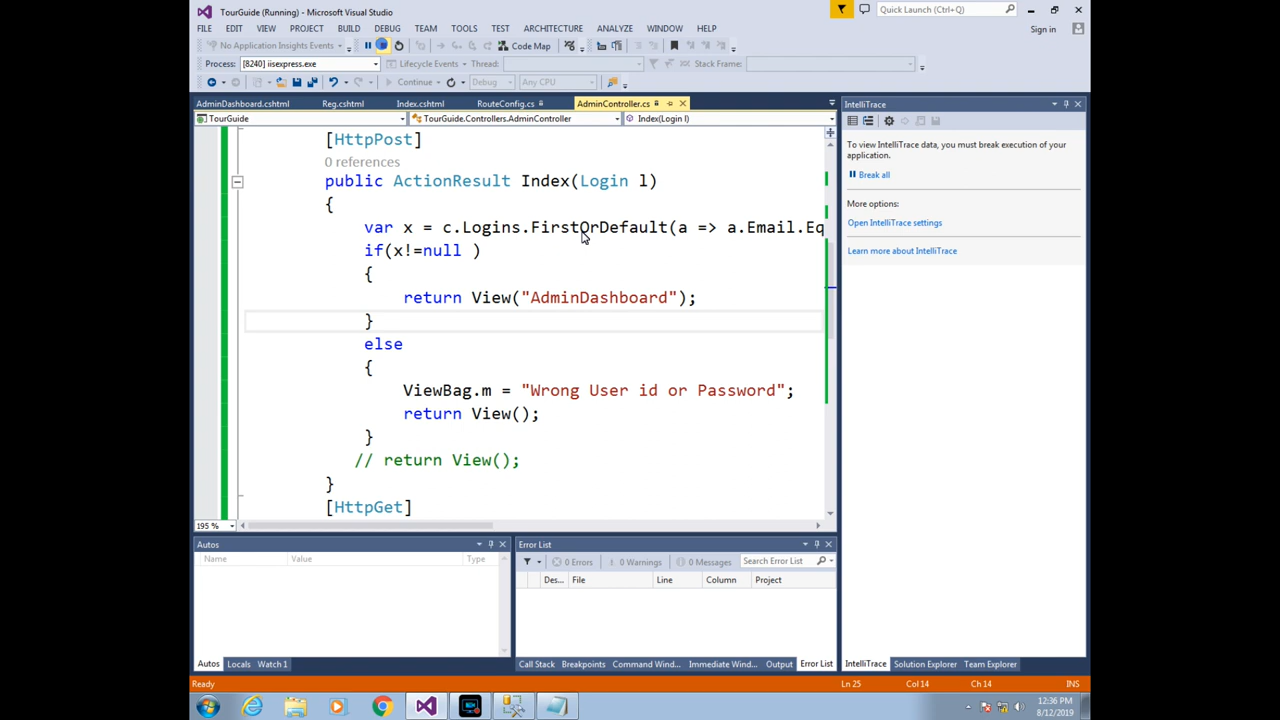 TourGuide (Running) - Microsoft Visual Studio
Quick Launch (Ctrl+Q)
FILE EDIT VIEW PROJECT BUILD DEBUG TEAM TOOLS TEST ARCHITECTURE ANALYZE WINDOW HELP
Sign in
No Application Insights Events
Code Map
Process: [8240] iisexpress.exe Lifecycle Events Thread: Stack Frame:
Continue Debug Any CPU
AdminDashboard.cshtml Reg.cshtml Index.cshtml RouteConfig.cs AdminController.cs
TourGuide TourGuide.Controllers.AdminController Index(Login l)
[HttpPost]
0 references
public ActionResult Index(Login l)
{
var x = c.Logins.FirstOrDefault(a => a.Email.Eq
if(x!=null )
{
return View("AdminDashboard");
}
else
{
ViewBag.m = "Wrong User id or Password";
return View();
}
// return View();
}
[HttpGet]
195 %
IntelliTrace
To view IntelliTrace data, you must break execution of your
application.
Break all
More options:
Open IntelliTrace settings
Learn more about IntelliTrace
Autos
Name Value Type
Error List
0 Errors 0 Warnings 0 Messages Search Error List
Des... File Line Column Project
Autos Locals Watch 1
Call Stack Breakpoints Command Wind... Immediate Wind... Output Error List
IntelliTrace Solution Explorer Team Explorer
Ready Ln 25 Col 14 Ch 14 INS
12:36 PM
8/12/2019